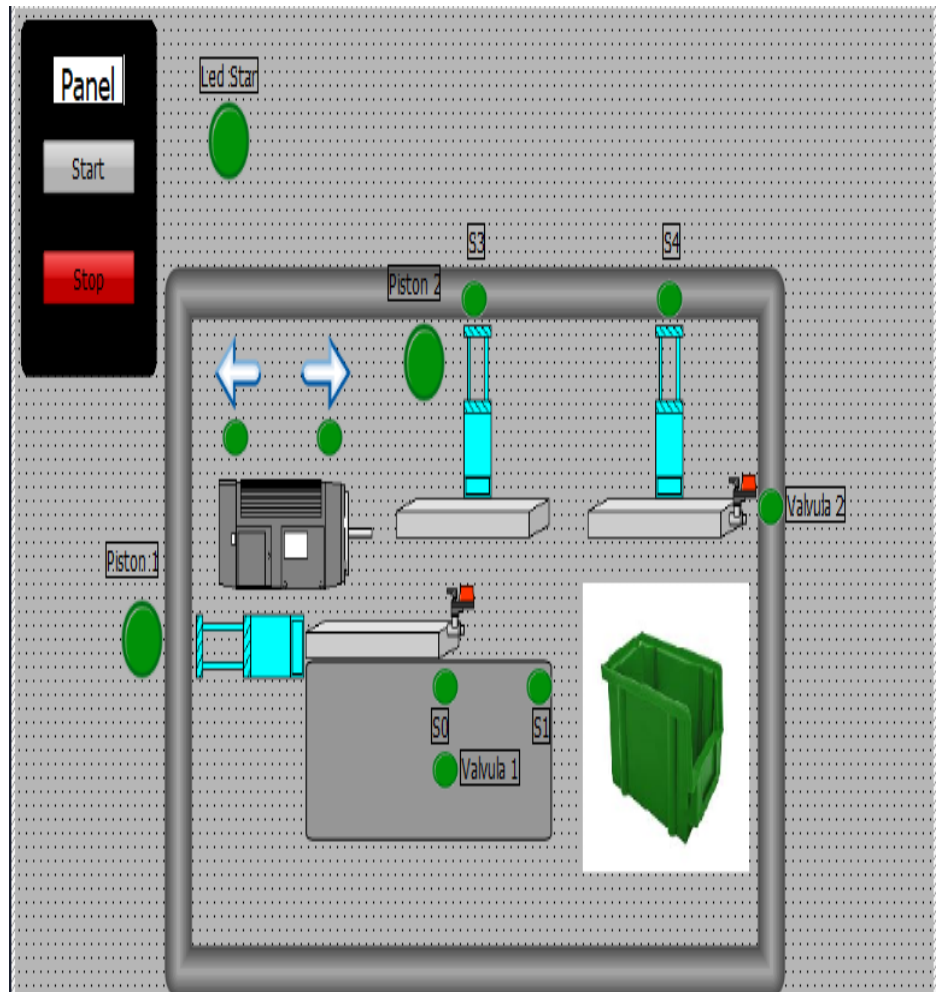 Panel
Led Star
Start
S3
S4
Stop
Piston 2
Valvula 2
Piston 1
S0
S1
Valvula 1